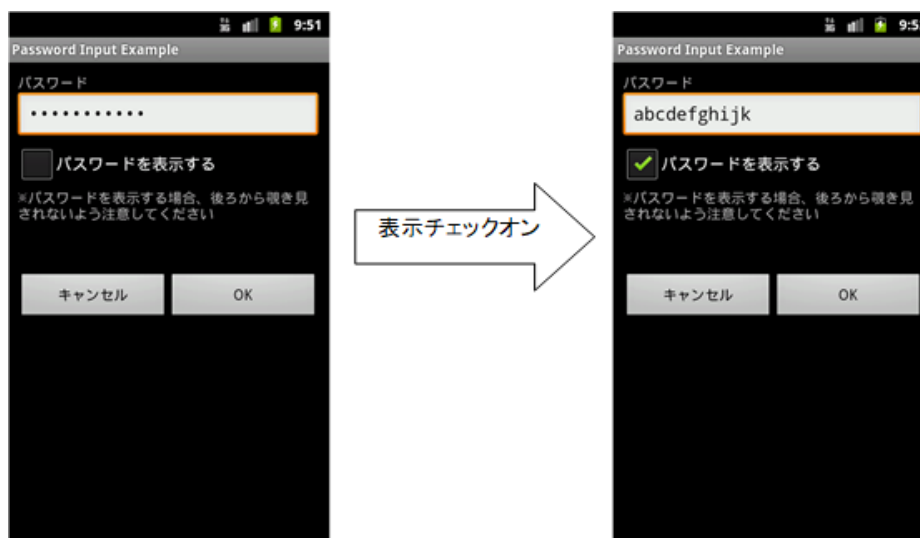 3G 9:51
Password Input Example
パスワード
•••••••••••
パスワードを表示する
※パスワードを表示する場合、後ろから覗き見
されないよう注意してください
キャンセル OK
表示チェックオン
3G 9:5
Password Input Example
パスワード
abcdefghijk
パスワードを表示する
※パスワードを表示する場合、後ろから覗き見
されないよう注意してください
キャンセル OK